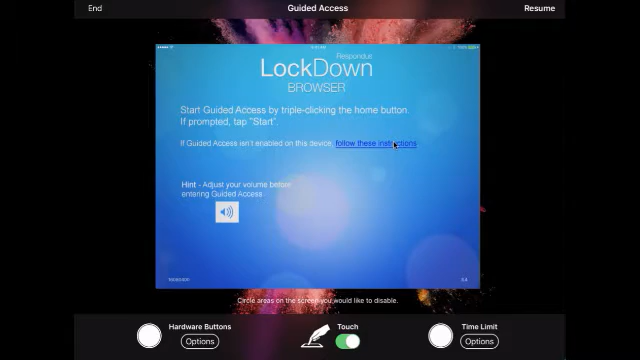 End
Guided Access
Resume
Respondus
LockDown
BROWSER
Start Guided Access by triple-clicking the home button.
If prompted, tap "Start".
If Guided Access isn't enabled on this device, follow these instructions
Hint - Adjust your volume before
entering Guided Access
Circle areas on the screen you would like to disable.
Hardware Buttons
Options
Touch
Time Limit
Options